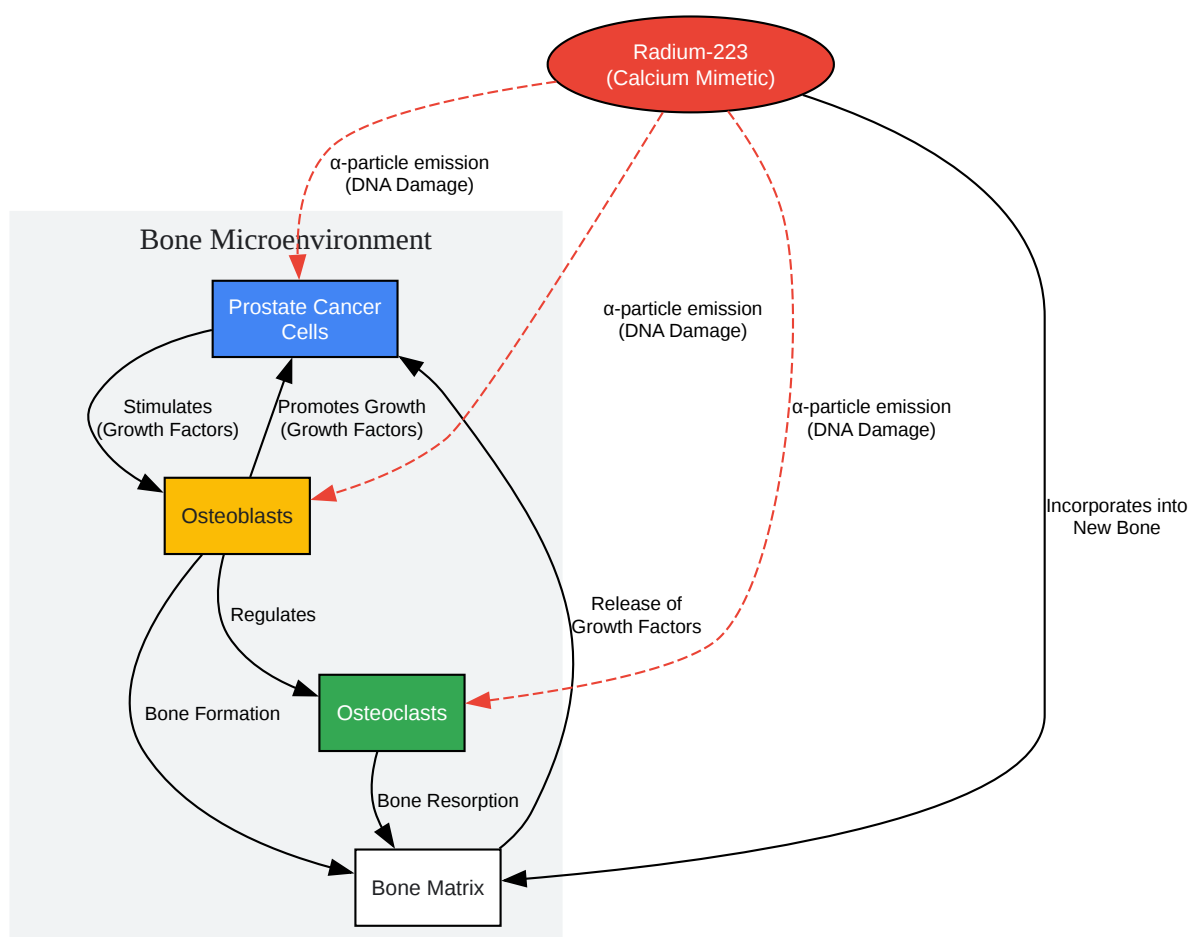 Radium-223
(Calcium Mimetic)
α-particle emission
(DNA Damage)
Bone Microenvironment
Prostate Cancer
Cells
α-particle emission
(DNA Damage)
Stimulates
(Growth Factors)
Promotes Growth
(Growth Factors)
α-particle emission
(DNA Damage)
Osteoblasts
Incorporates into
New Bone
Regulates
Release of
Growth Factors
Osteoclasts
Bone Formation
Bone Resorption
Bone Matrix